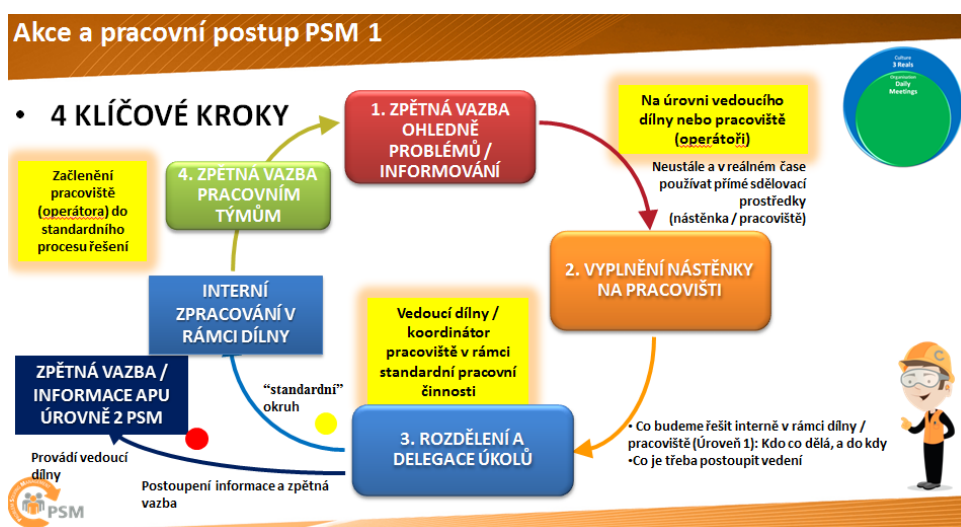 Akce a pracovní postup PSM 1
Culture
3 Reals
Organization
Daily
Meetings
• 4 KLÍČOVÉ KROKY
1. ZPĚTNÁ VAZBA
OHLEDNĚ
PROBLÉMŮ /
INFORMOVÁNÍ
Na úrovni vedoucího
dílny nebo pracoviště
(operátoři)
Neustále a v reálném čase
používat přímé sdělovací
prostředky
(nástěnka / pracoviště)
Začlenění
pracoviště
(operátora) do
standardního
procesu řešení
4. ZPĚTNÁ VAZBA
PRACOVNÍM
TÝMŮM
2. VYPLNĚNÍ NÁSTĚNKY
NA PRACOVIŠTI
INTERNÍ
ZPRACOVÁNÍ V
RÁMCI DÍLNY
Vedoucí dílny /
koordinátor
pracoviště v rámci
standardní pracovní
činnosti
ZPĚTNÁ VAZBA /
INFORMACE APU
ÚROVNĚ 2 PSM
“standardní”
okruh
3. ROZDĚLENÍ A
DELEGACE ÚKOLŮ
• Co budeme řešit interně v rámci dílny /
pracoviště (Úroveň 1): Kdo co dělá, a do kdy
•Co je třeba postoupit vedení
Provádí vedoucí
dílny
Postoupení informace a zpětná
vazba
PSM
C